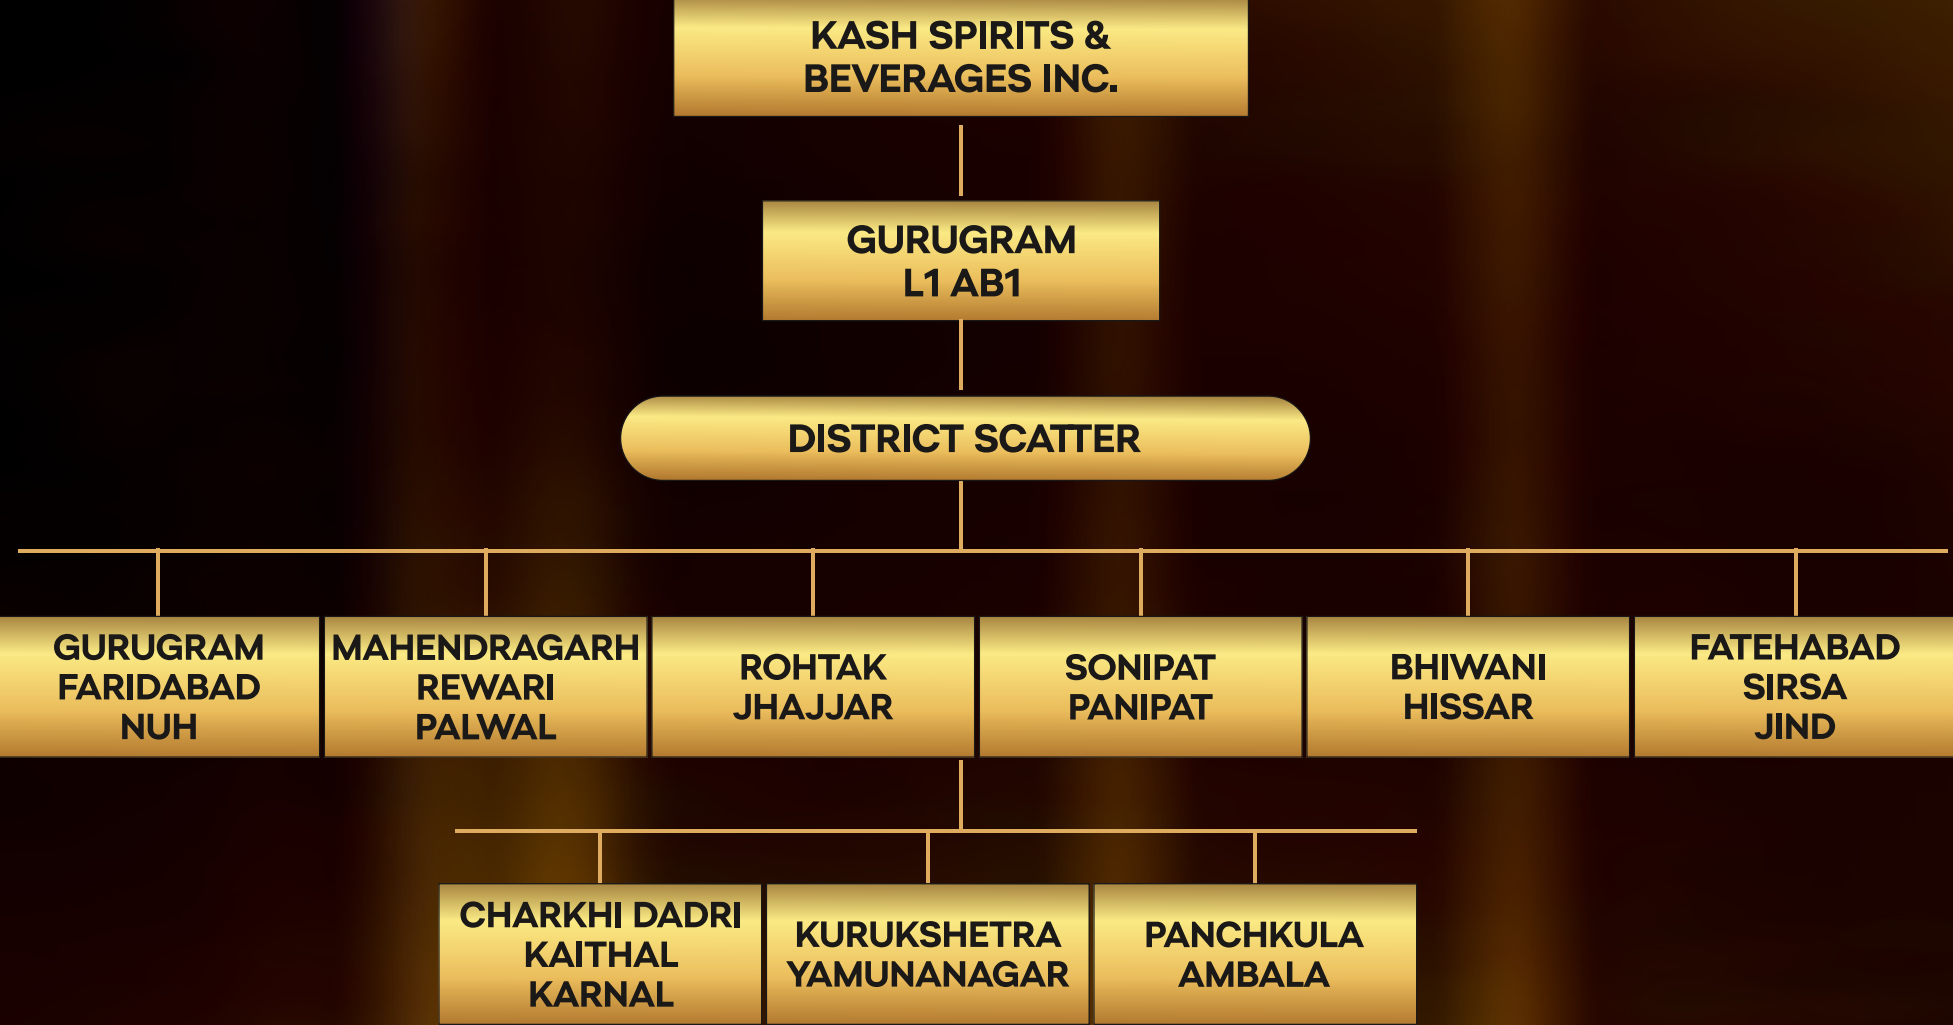 KASH SPIRITS &
BEVERAGES INC.
GURUGRAM
L1 AB1
DISTRICT SCATTER
GURUGRAM
FARIDABAD
NUH
MAHENDRAGARH
REWARI
PALWAL
ROHTAK
JHAJJAR
SONIPAT
PANIPAT
BHIWANI
HISSAR
FATEHABAD
SIRSA
JIND
CHARKHI DADRI
KAITHAL
KARNAL
KURUKSHETRA
YAMUNANAGAR
PANCHKULA
AMBALA